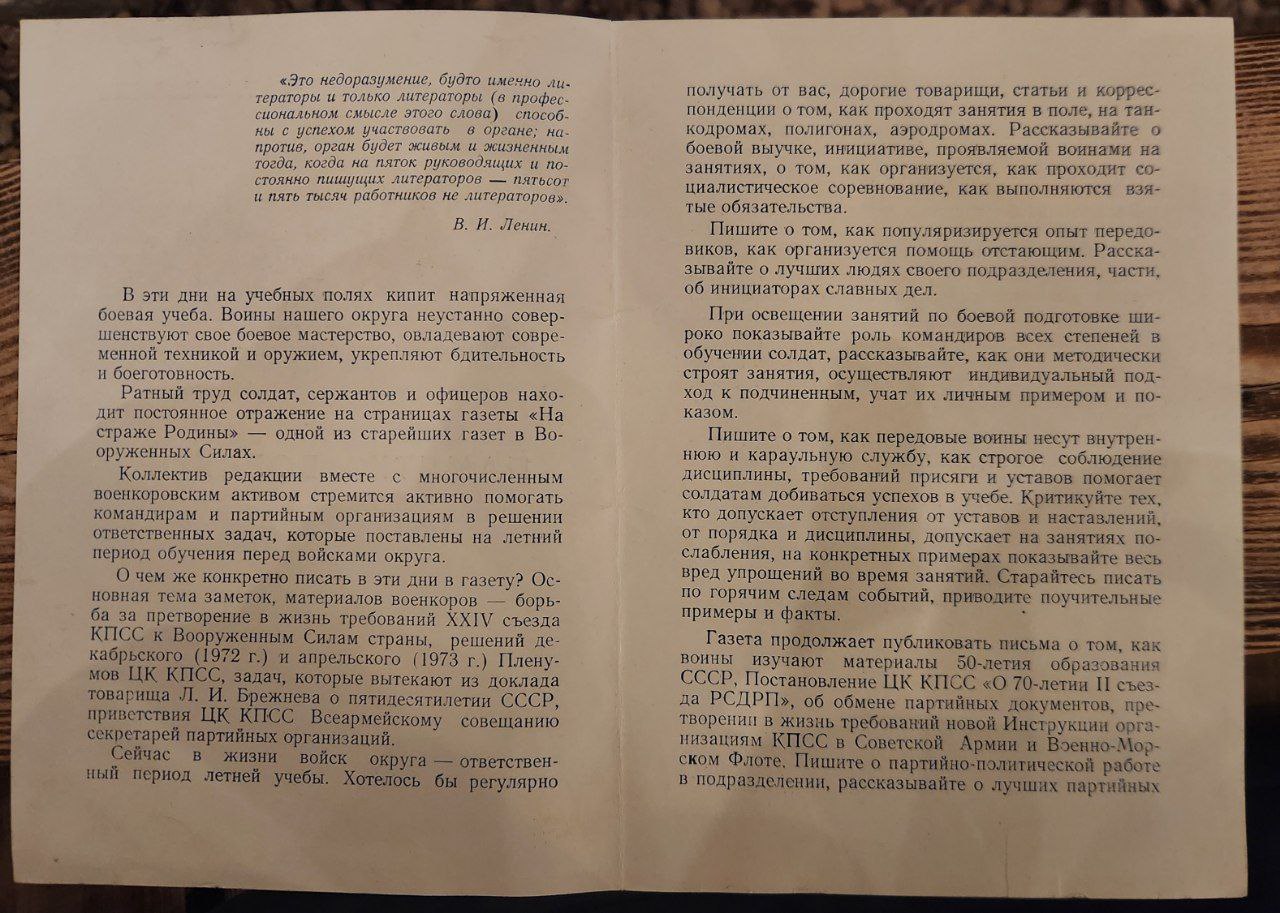 «Это недоразумение, будто именно ли-
тераторы и только литераторы (в профес-
сиональном смысле этого слова) способ-
ны с успехом участвовать в органе; на-
против, орган будет живым и жизненным
тогда, когда на пяток руководящих и по-
стоянно пишущих литераторов — пятьсот
и пять тысяч работников не литераторов».
В. И. Ленин.
В эти дни на учебных полях кипит напряженная
боевая учеба. Воины нашего округа неустанно совер-
шенствуют свое боевое мастерство, овладевают совре-
менной техникой и оружием, укрепляют бдительность
и боеготовность.
Ратный труд солдат, сержантов и офицеров нахо-
дит постоянное отражение на страницах газеты «На
страже Родины» — одной из старейших газет в Во-
оруженных Силах.
Коллектив редакции вместе с многочисленным
военкоровским активом стремится активно помогать
командирам и партийным организациям в решении
ответственных задач, которые поставлены на летний
период обучения перед войсками округа.
О чем же конкретно писать в эти дни в газету? Ос-
новная тема заметок, материалов военкоров — борь-
ба за претворение в жизнь требований XXIV съезда
КПСС к Вооруженным Силам страны, решений де-
кабрьского (1972 г.) и апрельского (1973 г.) Плену-
мов ЦК КПСС, задач, которые вытекают из доклада
товарища Л. И. Брежнева о пятидесятилетии СССР,
приветствия ЦК КПСС Всеармейскому совещанию
секретарей партийных организаций.
Сейчас в жизни войск округа — ответствен-
ный период летней учебы. Хотелось бы регулярно
получать от вас, дорогие товарищи, статьи и коррес-
понденции о том, как проходят занятия в поле, на тан-
кодромах, полигонах, аэродромах. Рассказывайте о
боевой выучке, инициативе, проявляемой воинами на
занятиях, о том, как организуется, как проходит со-
циалистическое соревнование, как выполняются взя-
тые обязательства.
Пишите о том, как популяризируется опыт передо-
виков, как организуется помощь отстающим. Расска-
зывайте о лучших людях своего подразделения, части,
об инициаторах славных дел.
При освещении занятий по боевой подготовке ши-
роко показывайте роль командиров всех степеней в
обучении солдат, рассказывайте, как они методически
строят занятия, осуществляют индивидуальный под-
ход к подчиненным, учат их личным примером и по-
казом.
Пишите о том, как передовые воины несут внутрен-
нюю и караульную службу, как строгое соблюдение
дисциплины, требований присяги и уставов помогает
солдатам добиваться успехов в учебе. Критикуйте тех,
кто допускает отступления от уставов и наставлений,
от порядка и дисциплины, допускает на занятиях по-
слабления, на конкретных примерах показывайте весь
вред упрощений во время занятий. Старайтесь писать
по горячим следам событий, приводите поучительные
примеры и факты.
Газета продолжает публиковать письма о том, как
воины изучают материалы 50-летия образования
СССР, Постановление ЦК КПСС «О 70-летии II съез-
да РСДРП», об обмене партийных документов, пре-
творении в жизнь требований новой Инструкции орга-
низациям КПСС в Советской Армии и Военно-Мор-
ском Флоте. Пишите о партийно-политической работе
в подразделении, рассказывайте о лучших партийных